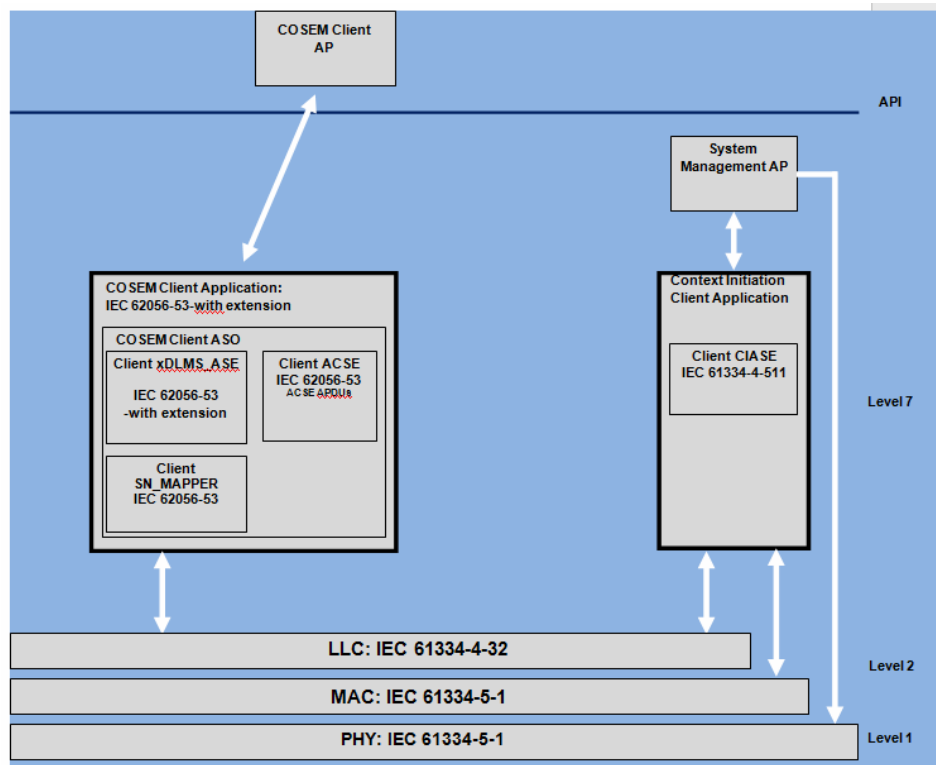 COSEM Client
AP
API
System
Management AP
COSEM Client Application:
IEC 62056-53-with extension
COSEM Client ASO
Client xDLMS_ASE
IEC 62056-53
-with extension
Client ACSE
IEC 62056-53
ACSE APDUs
Client
SN_MAPPER
IEC 62056-53
Context Initiation
Client Application
Client CIASE
IEC 61334-4-511
Level 7
LLC: IEC 61334-4-32
Level 2
MAC: IEC 61334-5-1
PHY: IEC 61334-5-1
Level 1